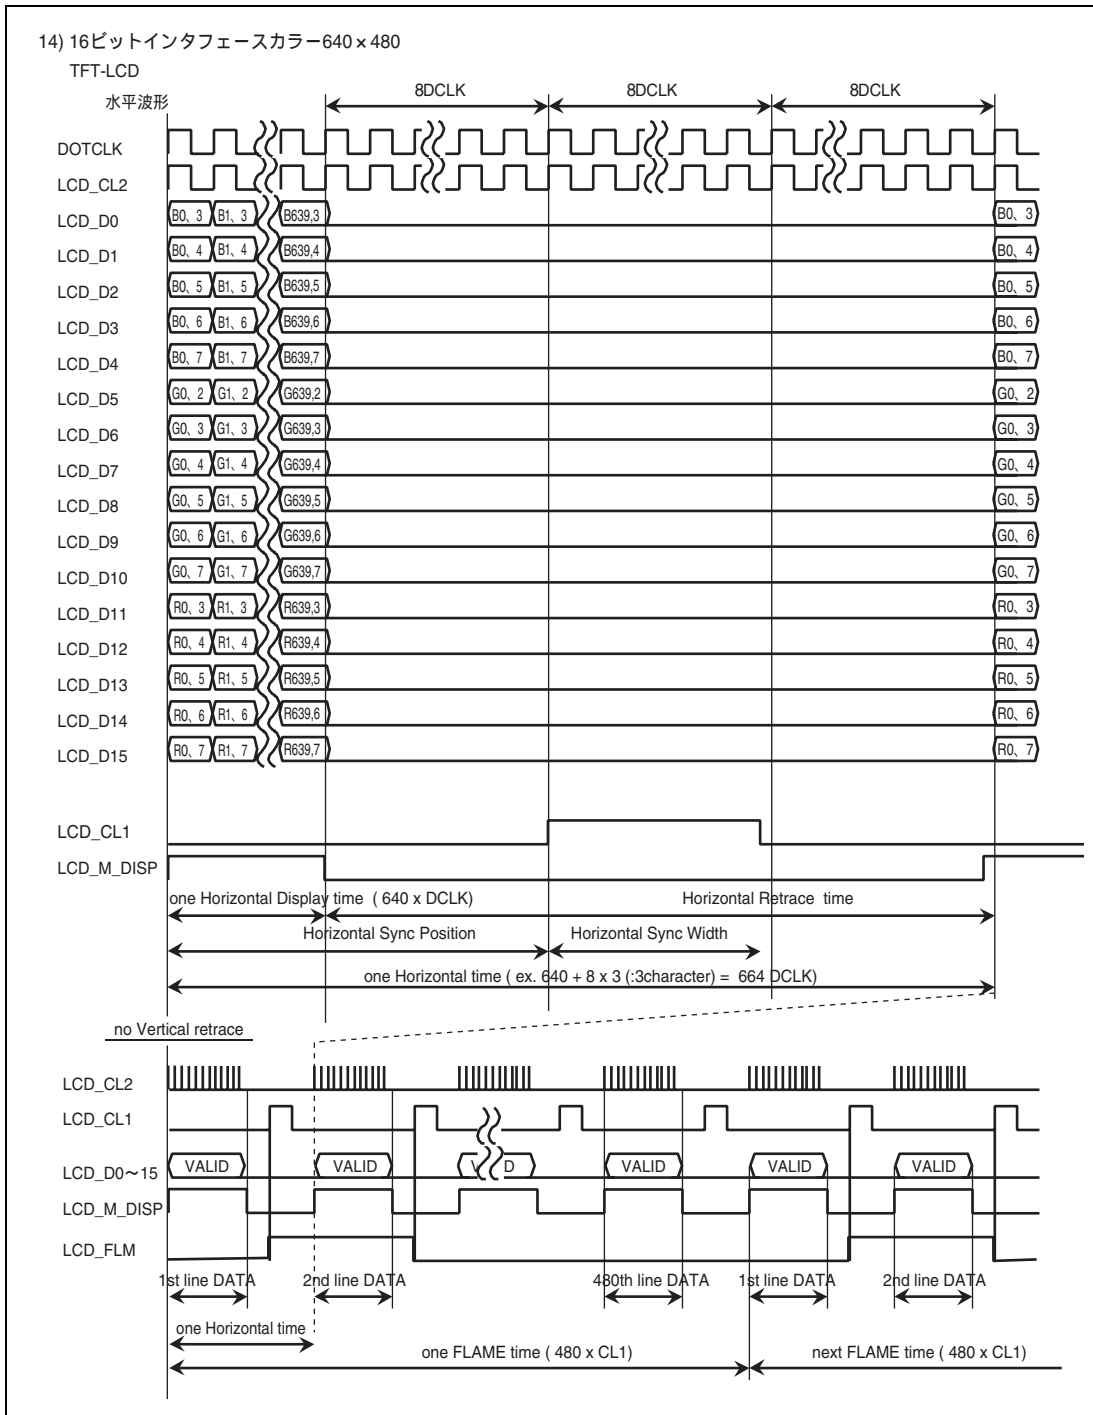 14) 16ビットインタフェースカラー640×480
TFT-LCD
水平波形
8DCLK 8DCLK 8DCLK
DOTCLK
LCD_CL2
LCD_D0 B0、3 B1、3 B639,3 B0、3
LCD_D1 B0、4 B1、4 B639,4 B0、4
LCD_D2 B0、5 B1、5 B639,5 B0、5
LCD_D3 B0、6 B1、6 B639,6 B0、6
LCD_D4 B0、7 B1、7 B639,7 B0、7
LCD_D5 G0、2 G1、2 G639,2 G0、2
LCD_D6 G0、3 G1、3 G639,3 G0、3
LCD_D7 G0、4 G1、4 G639,4 G0、4
LCD_D8 G0、5 G1、5 G639,5 G0、5
LCD_D9 G0、6 G1、6 G639,6 G0、6
LCD_D10 G0、7 G1、7 G639,7 G0、7
LCD_D11 R0、3 R1、3 R639,3 R0、3
LCD_D12 R0、4 R1、4 R639,4 R0、4
LCD_D13 R0、5 R1、5 R639,5 R0、5
LCD_D14 R0、6 R1、6 R639,6 R0、6
LCD_D15 R0、7 R1、7 R639,7 R0、7
LCD_CL1
LCD_M_DISP
one Horizontal Display time ( 640 x DCLK) Horizontal Retrace time
Horizontal Sync Position Horizontal Sync Width
one Horizontal time ( ex. 640 + 8 x 3 (:3character) = 664 DCLK)
no Vertical retrace
LCD_CL2
LCD_CL1
LCD_D0～15 VALID VALID V D VALID VALID VALID
LCD_M_DISP
LCD_FLM
1st line DATA 2nd line DATA 480th line DATA 1st line DATA 2nd line DATA
one Horizontal time
one FLAME time ( 480 x CL1) next FLAME time ( 480 x CL1)